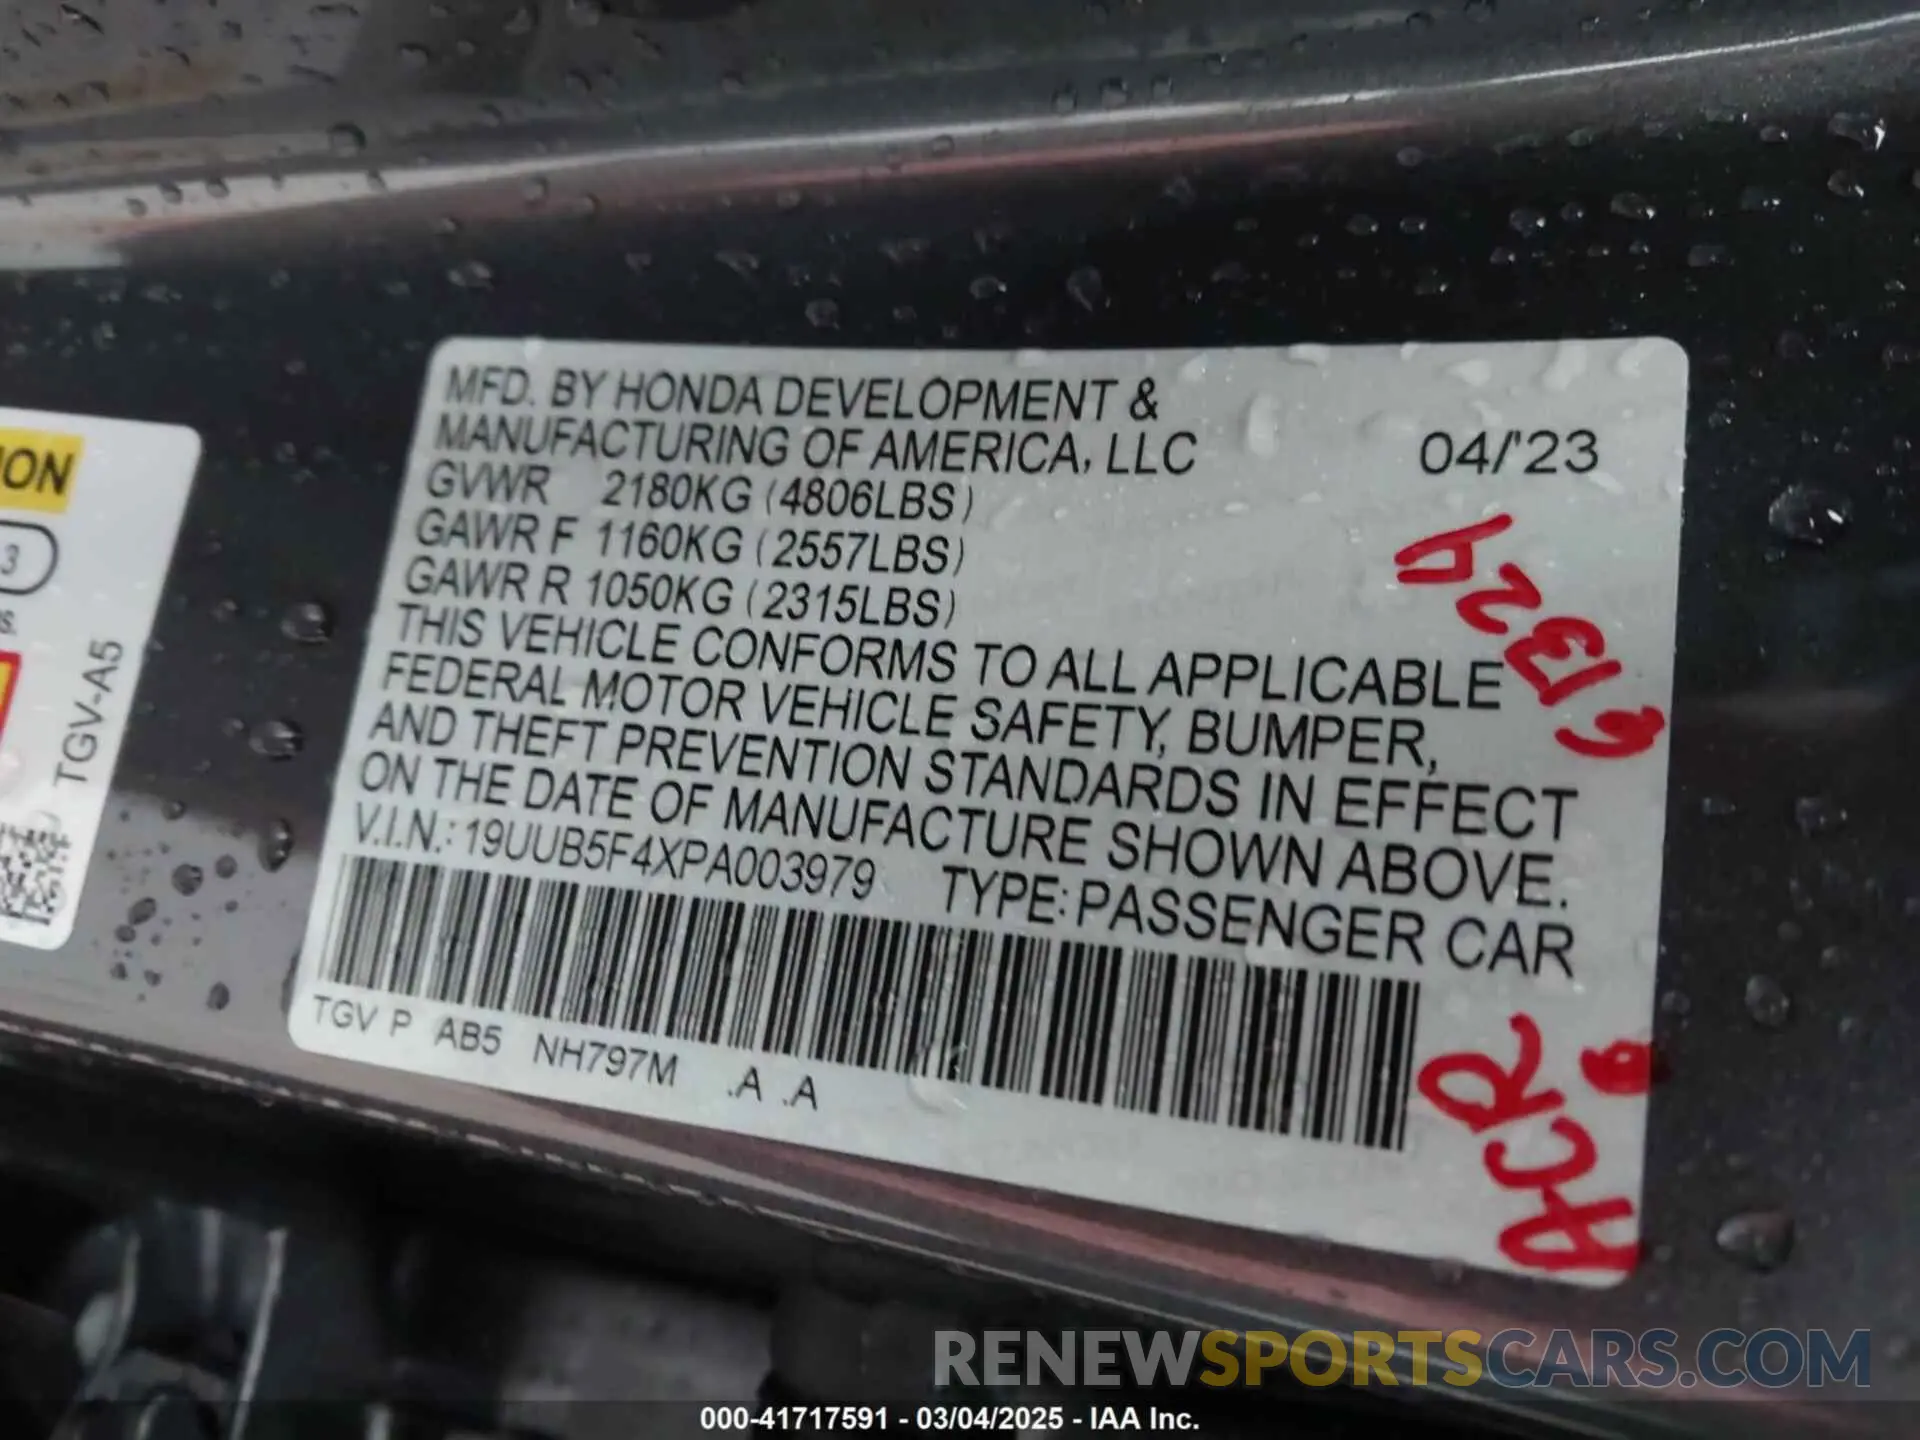 MFD. BY HONDA DEVELOPMENT &
MANUFACTURING OF AMERICA, LLC 04/'23
GVWR 2180KG (4806LBS)
GAWR F 1160KG (2557LBS)
GAWR R 1050KG (2315LBS)
THIS VEHICLE CONFORMS TO ALL APPLICABLE
FEDERAL MOTOR VEHICLE SAFETY, BUMPER,
AND THEFT PREVENTION STANDARDS IN EFFECT
ON THE DATE OF MANUFACTURE SHOWN ABOVE.
V.I.N.: 19UUB5F4XPA003979 TYPE: PASSENGER CAR
TGV P AB5 NH797M .A .A
ION
3
s.
TGV-A5
ACR
RENEWSPORTSCARS.COM
000-41717591 - 03/04/2025 - IAA Inc.